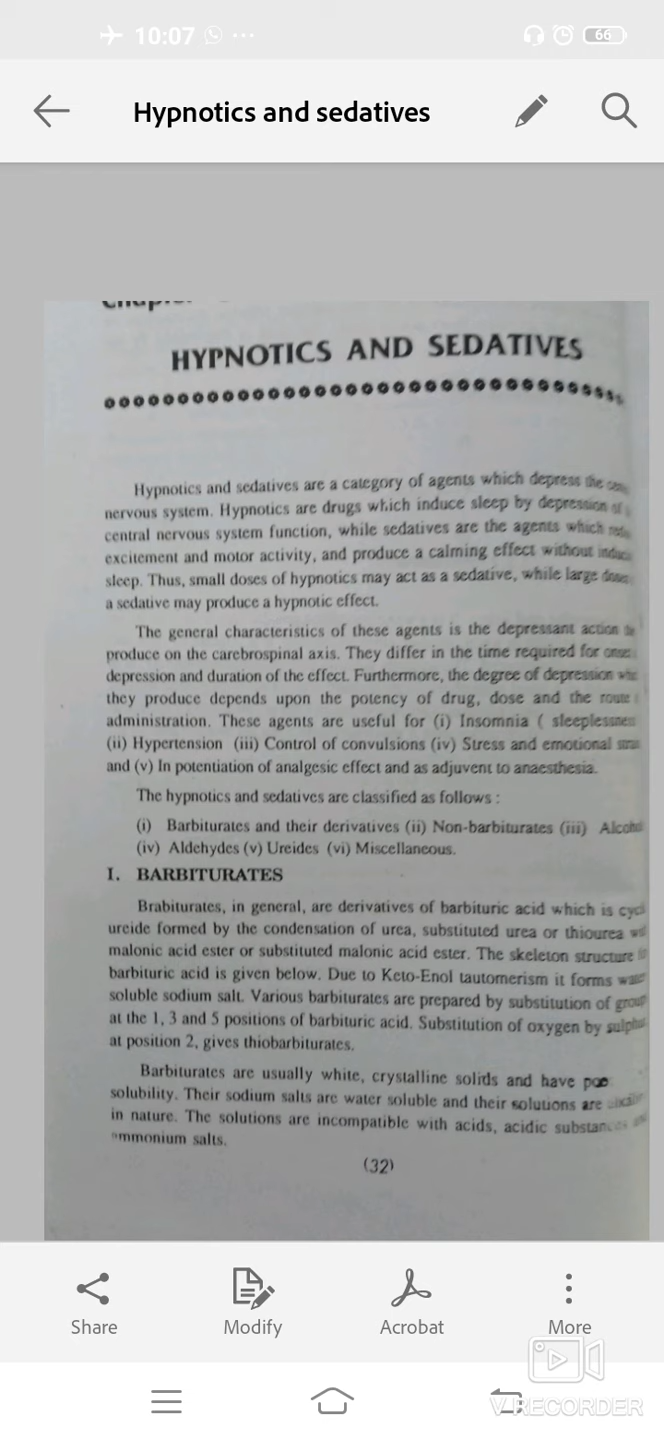 10:07
66
Hypnotics and sedatives
HYPNOTICS AND SEDATIVES
Hypnotics and sedatives are a category of agents which depress the
nervous system. Hypnotics are drugs which induce sleep by depression of
central nervous system function, while sedatives are the agents which
excitement and motor activity, and produce a calming effect without
sleep. Thus, small doses of hypnotics may act as a sedative, while large
a sedative may produce a hypnotic effect.
The general characteristics of these agents is the depressant action
produce on the carebrospinal axis. They differ in the time required for
depression and duration of the effect. Furthermore, the degree of depression
they produce depends upon the potency of drug, dose and the route
administration. These agents are useful for (i) Insomnia ( sleeplessness
(ii) Hypertension (iii) Control of convulsions (iv) Stress and emotional
and (v) In potentiation of analgesic effect and as adjuvent to anaesthesia.
The hypnotics and sedatives are classified as follows :
(i) Barbiturates and their derivatives (ii) Non-barbiturates (iii)
(iv) Aldehydes (v) Ureides (vi) Miscellaneous.
I. BARBITURATES
Brabiturates, in general, are derivatives of barbituric acid which is
ureide formed by the condensation of urea, substituted urea or thiourea
malonic acid ester or substituted malonic acid ester. The skeleton structure
barbituric acid is given below. Due to Keto-Enol tautomerism it forms
soluble sodium salt. Various barbiturates are prepared by substitution of
at the 1, 3 and 5 positions of barbituric acid. Substitution of oxygen by
at position 2, gives thiobarbiturates.
Barbiturates are usually white, crystalline solids and have
solubility. Their sodium salts are water soluble and their solutions are
in nature. The solutions are incompatible with acids, acidic
ammonium salts.
(32)
Share Modify Acrobat More
V RECORDER